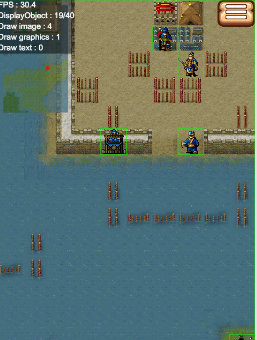 FPS : 30.4
DisplayObject : 19/40
Draw image : 4
Draw graphics : 1
Draw text : 0